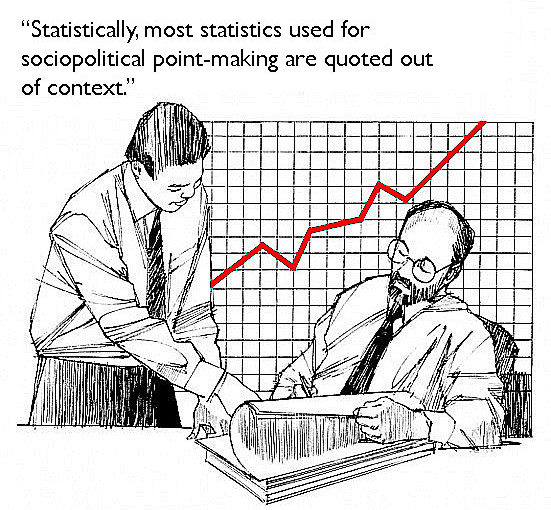 “Statistically, most statistics used for
sociopolitical point-making are quoted out
of context.”